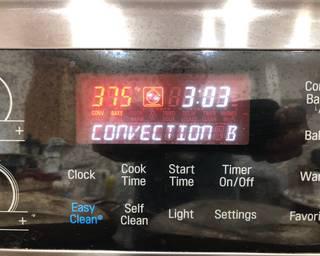 375° 3:03
CONV BAKE
CONVECTION B
Clock
Cook Time
Start Time
Timer On/Off
Easy Clean®
Self Clean
Light
Settings
Favori